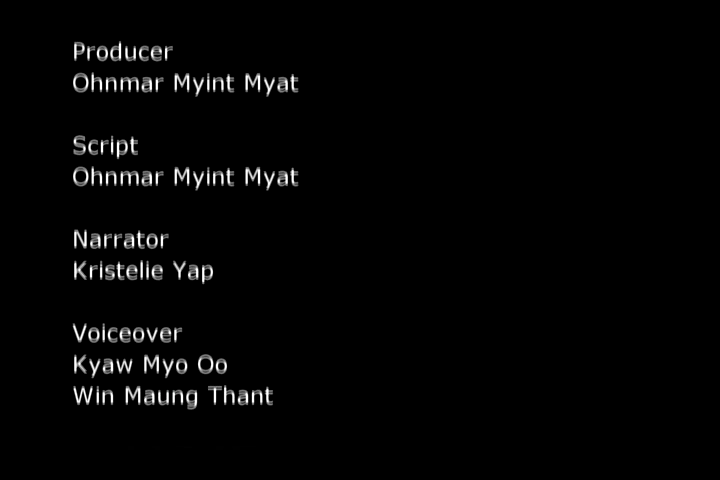 Producer
Ohnmar Myint Myat
Script
Ohnmar Myint Myat
Narrator
Kristelie Yap
Voiceover
Kyaw Myo Oo
Win Maung Thant